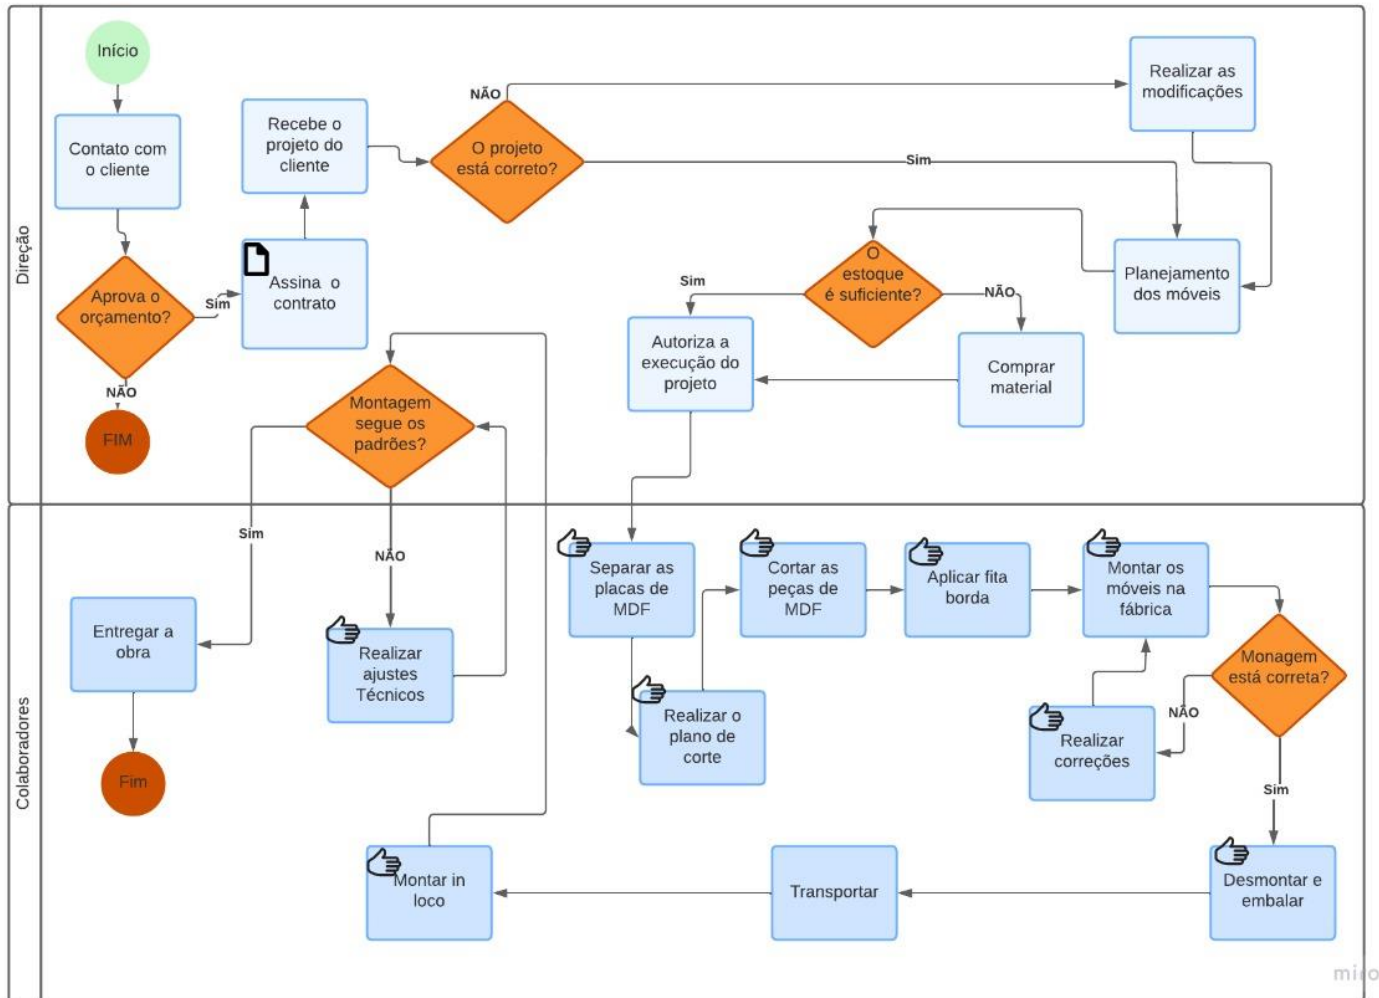 Direção
Início
Contato com
o cliente
Aprova o
orçamento?
Sim
NÃO
FIM
Assina o
contrato
Recebe o
projeto do
cliente
O projeto
está correto?
NÃO
Sim
Realizar as
modificações
Planejamento
dos móveis
O
estoque
é suficiente?
Sim
NÃO
Comprar
material
Autoriza a
execução do
projeto
Montagem
segue os
padrões?
Sim
NÃO
Colaboradores
Separar as
placas de
MDF
Realizar o
plano de
corte
Cortar as
peças de
MDF
Aplicar fita
borda
Montar os
móveis na
fábrica
Monagem
está correta?
NÃO
Realizar
correções
Sim
Desmontar e
embalar
Transportar
Montar in
loco
Realizar
ajustes
Técnicos
Entregar a
obra
Fim
miro